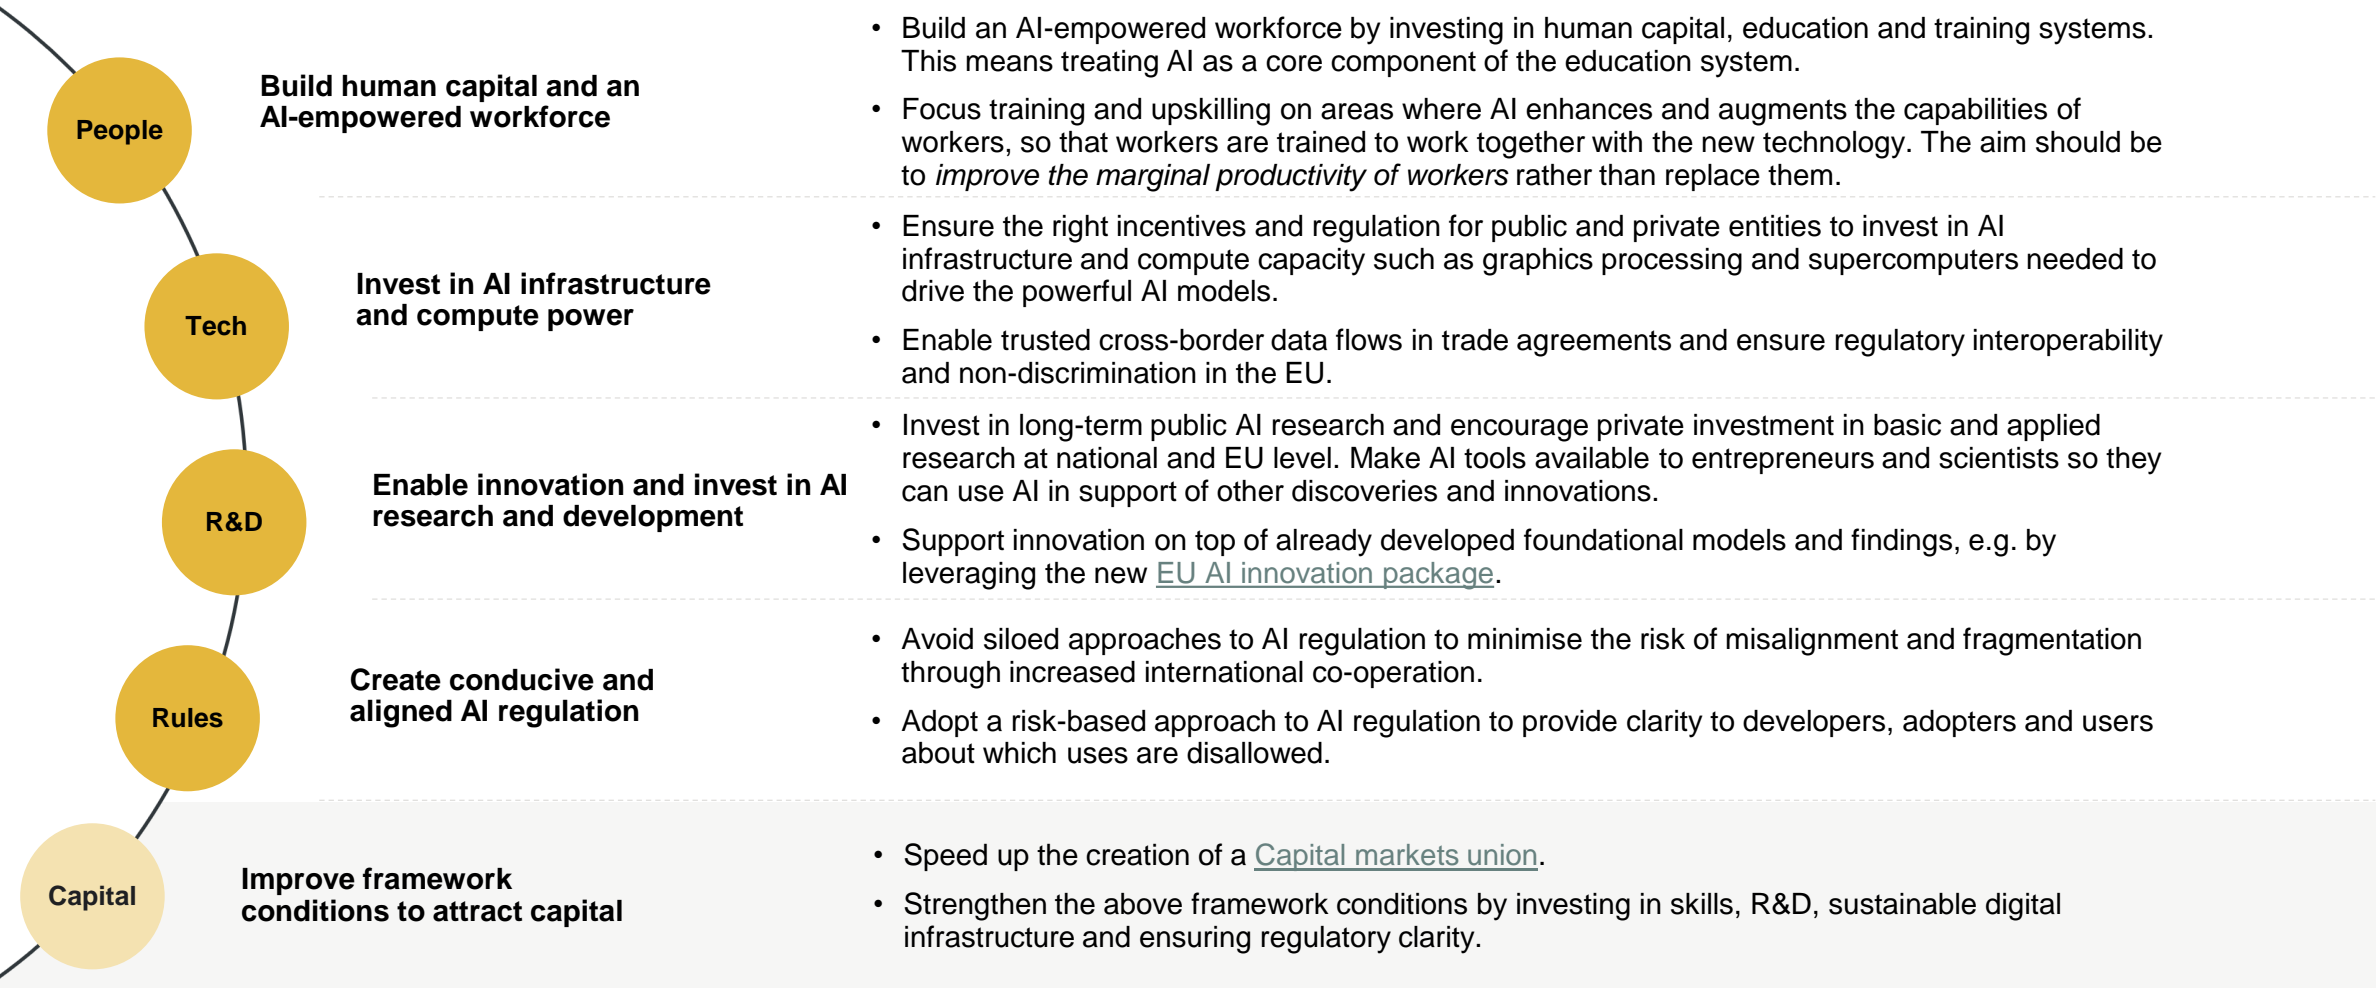 People
Build human capital and an
AI-empowered workforce
• Build an AI-empowered workforce by investing in human capital, education and training systems.
This means treating AI as a core component of the education system.
• Focus training and upskilling on areas where AI enhances and augments the capabilities of
workers, so that workers are trained to work together with the new technology. The aim should be
to improve the marginal productivity of workers rather than replace them.
Tech
Invest in AI infrastructure
and compute power
• Ensure the right incentives and regulation for public and private entities to invest in AI
infrastructure and compute capacity such as graphics processing and supercomputers needed to
drive the powerful AI models.
• Enable trusted cross-border data flows in trade agreements and ensure regulatory interoperability
and non-discrimination in the EU.
R&D
Enable innovation and invest in AI
research and development
• Invest in long-term public AI research and encourage private investment in basic and applied
research at national and EU level. Make AI tools available to entrepreneurs and scientists so they
can use AI in support of other discoveries and innovations.
• Support innovation on top of already developed foundational models and findings, e.g. by
leveraging the new EU AI innovation package.
Rules
Create conducive and
aligned AI regulation
• Avoid siloed approaches to AI regulation to minimise the risk of misalignment and fragmentation
through increased international co-operation.
• Adopt a risk-based approach to AI regulation to provide clarity to developers, adopters and users
about which uses are disallowed.
Capital
Improve framework
conditions to attract capital
• Speed up the creation of a Capital markets union.
• Strengthen the above framework conditions by investing in skills, R&D, sustainable digital
infrastructure and ensuring regulatory clarity.